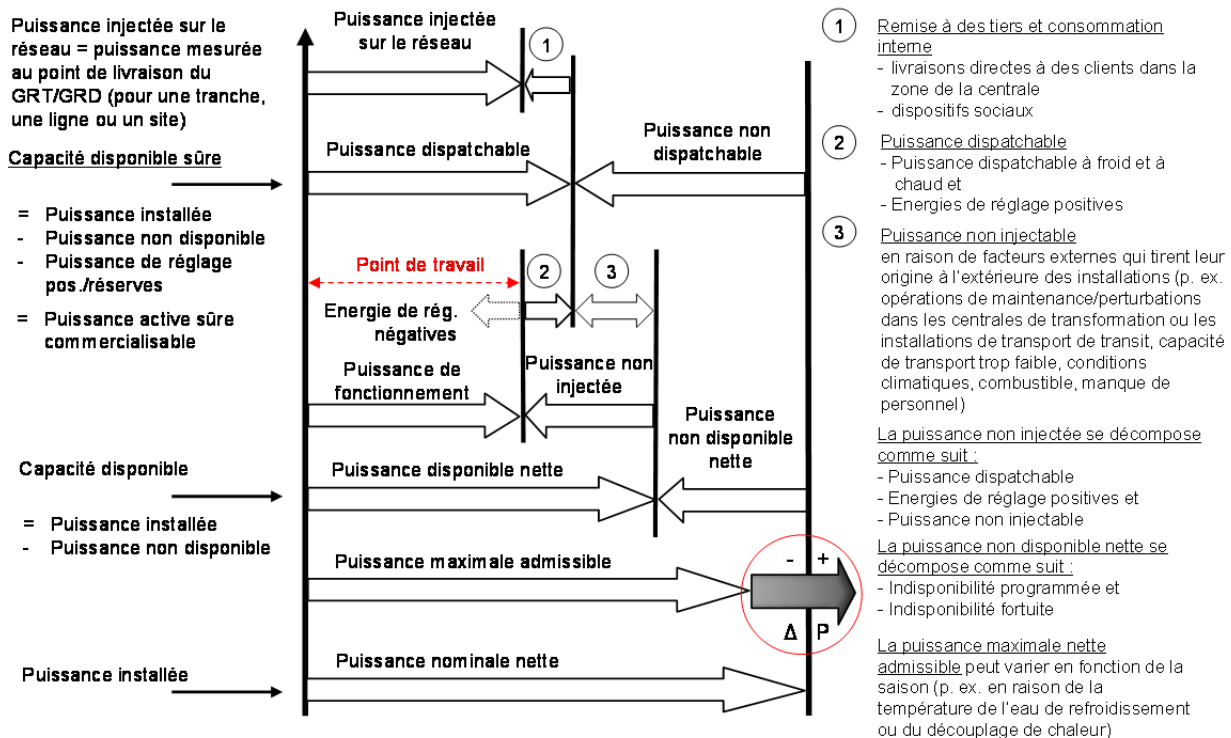 Puissance injectée sur le
réseau = puissance mesurée
au point de livraison du
GRT/GRD (pour une tranche,
une ligne ou un site)
Capacité disponible sûre
= Puissance installée
- Puissance non disponible
- Puissance de réglage
pos./réserves
= Puissance active sûre
commercialisable
Capacité disponible
= Puissance installée
- Puissance non disponible
Puissance installée
Puissance injectée
sur le réseau
1
Puissance dispatchable
Puissance non
dispatchable
Point de travail
2
3
Energie de rég.
négatives
Puissance de
fonctionnement
Puissance non
injectée
Puissance
non disponible
nette
Puissance disponible nette
Puissance maximale admissible
- +
Δ P
Puissance nominale nette
1
Remise à des tiers et consommation
interne
- livraisons directes à des clients dans la
zone de la centrale
- dispositifs sociaux
2
Puissance dispatchable
- Puissance dispatchable à froid et à
chaud et
- Energies de réglage positives
3
Puissance non injectable
en raison de facteurs externes qui tirent leur
origine à l'extérieure des installations (p. ex.
opérations de maintenance/perturbations
dans les centrales de transformation ou les
installations de transport de transit, capacité
de transport trop faible, conditions
climatiques, combustible, manque de
personnel)
La puissance non injectée se décompose
comme suit :
- Puissance dispatchable
- Energies de réglage positives et
- Puissance non injectable
La puissance non disponible nette se
décompose comme suit :
- Indisponibilité programmée et
- Indisponibilité fortuite
La puissance maximale nette
admissible peut varier en fonction de la
saison (p. ex. en raison de la
température de l'eau de refroidissement
ou du découplage de chaleur)